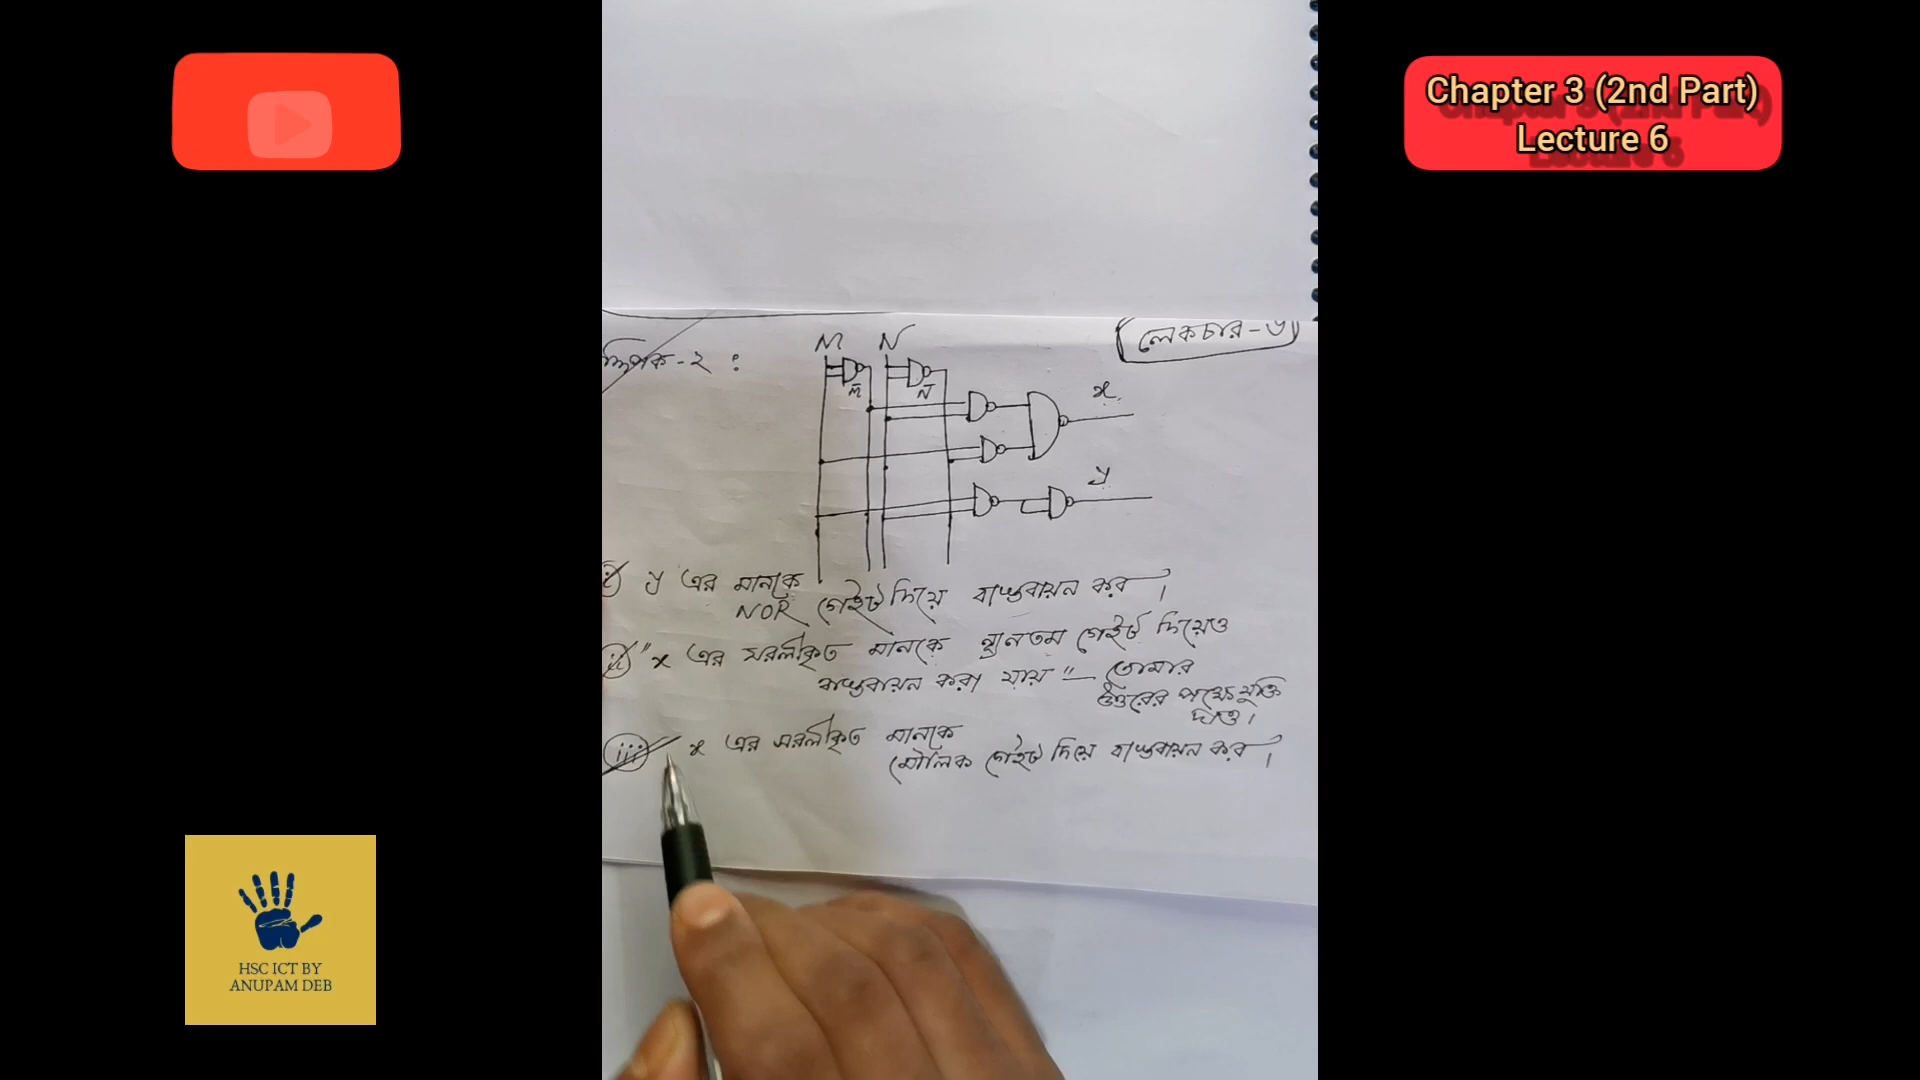 Chapter 3 (2nd Part)
Lecture 6
লেকচার-৬
-২:
M N
M̅ N̅
x
y
i y এর মানকে
NOR গেইট দিয়ে বাস্তবায়ন কর।
ii "x এর সরলীকৃত মানকে ন্যূনতম গেইট দিয়েও
বাস্তবায়ন করা যায়"— তোমার
উত্তরের পক্ষে যুক্তি
দাও।
iii x এর সরলীকৃত মানকে
মৌলিক গেইট দিয়ে বাস্তবায়ন কর।
HSC ICT BY
ANUPAM DEB